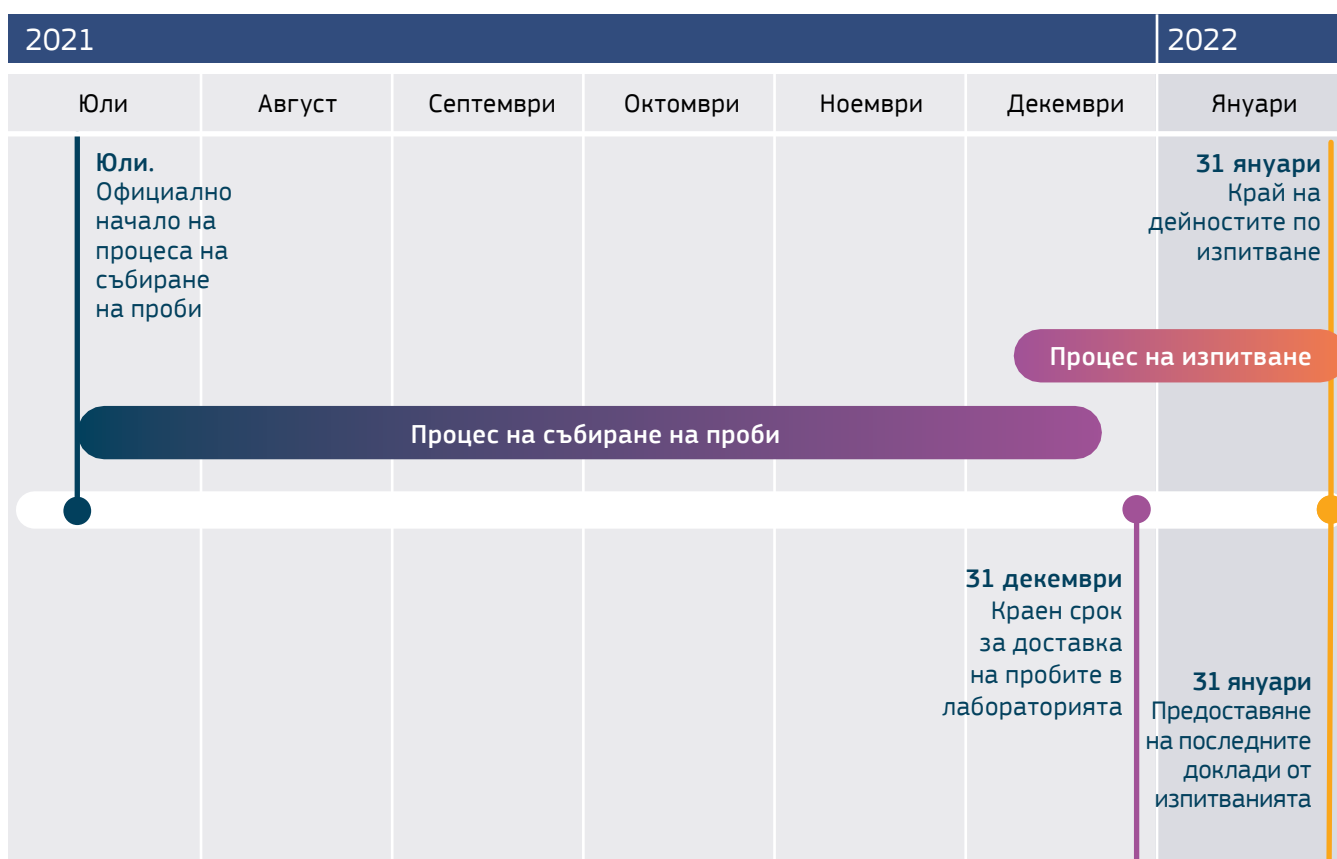 2021
2022
Юли
Август
Септември
Октомври
Ноември
Декември
Януари
Юли.
Официално
начало на
процеса на
събиране
на проби
31 януари
Край на
дейностите по
изпитване
Процес на изпитване
Процес на събиране на проби
31 декември
Краен срок
за доставка
на пробите в
лабораторията
31 януари
Предоставяне
на последните
доклади от
изпитванията